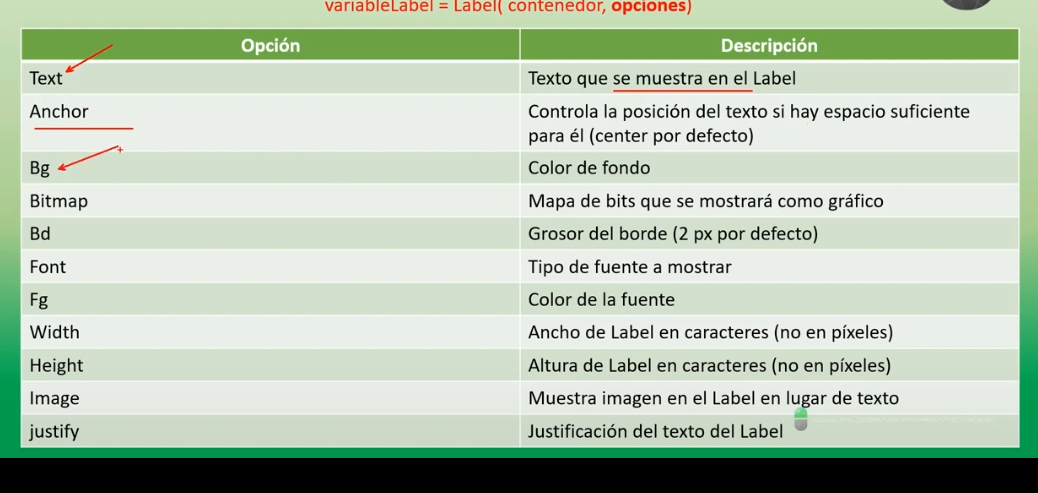 variableLabel = Label( contenedor, opciones)
Opción Descripción
Text Texto que se muestra en el Label
Anchor Controla la posición del texto si hay espacio suficiente
para él (center por defecto)
Bg Color de fondo
Bitmap Mapa de bits que se mostrará como gráfico
Bd Grosor del borde (2 px por defecto)
Font Tipo de fuente a mostrar
Fg Color de la fuente
Width Ancho de Label en caracteres (no en píxeles)
Height Altura de Label en caracteres (no en píxeles)
Image Muestra imagen en el Label en lugar de texto
justify Justificación del texto del Label